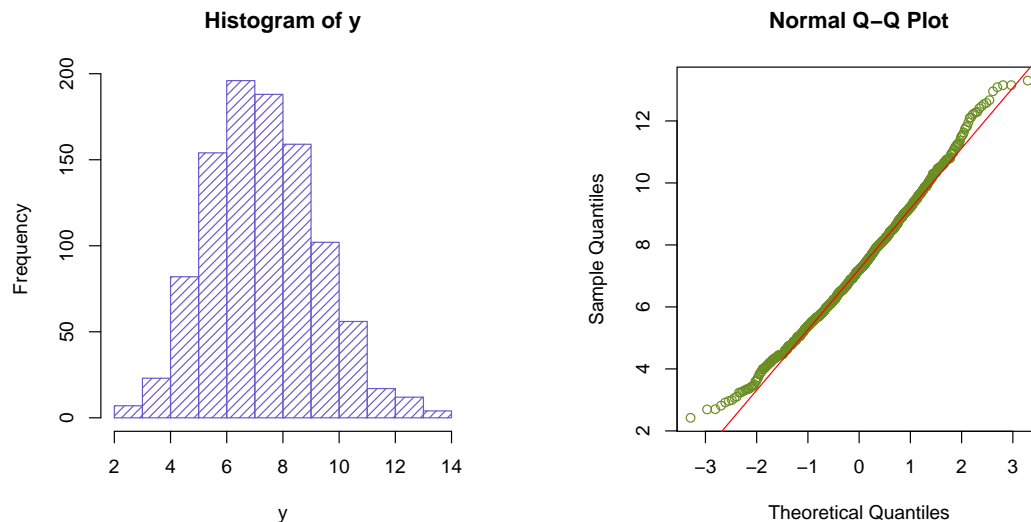 Histogram of y
Frequency
200
150
100
50
0
2 4 6 8 10 12 14
y
Normal Q−Q Plot
Sample Quantiles
12
10
8
6
4
2
−3 −2 −1 0 1 2 3
Theoretical Quantiles